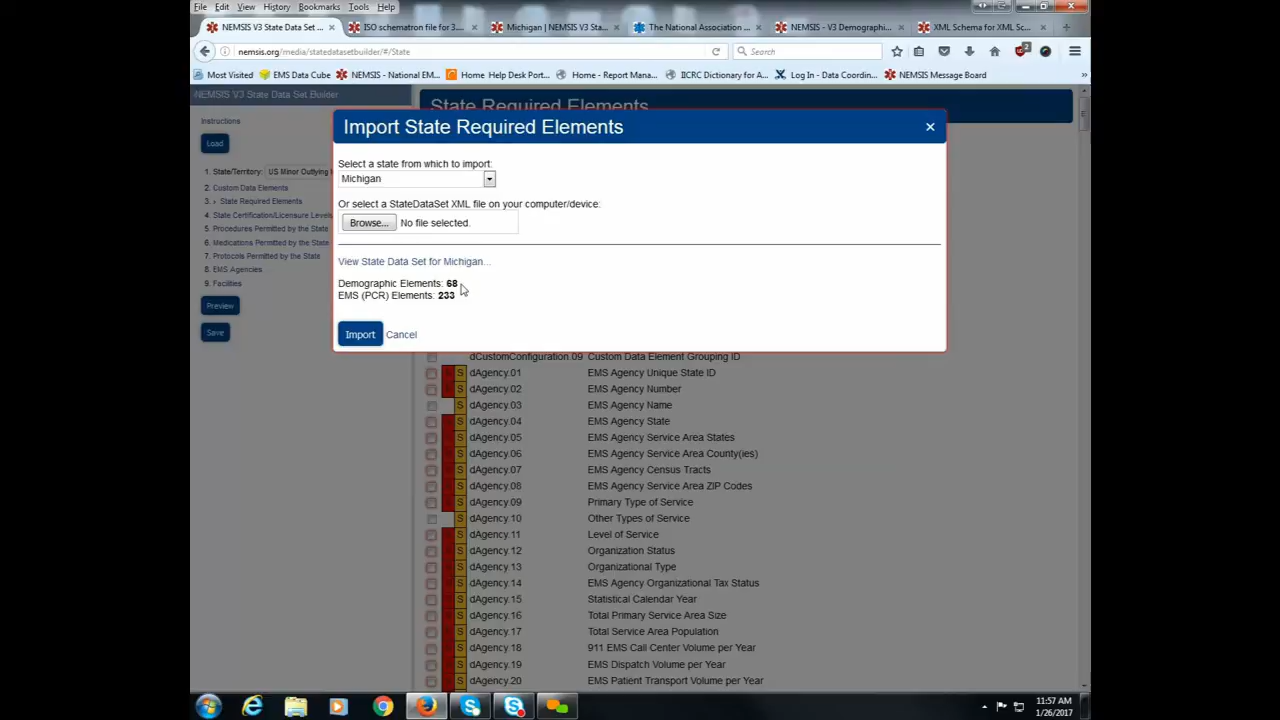 File Edit View History Bookmarks Tools Help
NEMSIS V3 State Data Set ... × ISO schematron file for 3.... × Michigan | NEMSIS V3 Sta... × The National Association ... × NEMSIS - V3 Demographi... × XML Schema for XML Sc... × +
nemsis.org/media/statedatasetbuilder/#/State Search 2
Most Visited EMS Data Cube NEMSIS - National EM... Home Help Desk Port... Home - Report Mana... IICRC Dictionary for A... Log In - Data Coordin... NEMSIS Message Board »
NEMSIS V3 State Data Set Builder
Instructions
Load
1. State/Territory: US Minor Outlying
2. Custom Data Elements
3. > State Required Elements
4. State Certification/Licensure Levels
5. Procedures Permitted by the State
6. Medications Permitted by the State
7. Protocols Permitted by the State
8. EMS Agencies
9. Facilities
Preview
Save
State Required Elements
Import State Required Elements ×
Select a state from which to import:
Michigan
Or select a StateDataSet XML file on your computer/device:
Browse... No file selected.
View State Data Set for Michigan...
Demographic Elements: 68
EMS (PCR) Elements: 233
Import Cancel
dCustomConfiguration.09 Custom Data Element Grouping ID
S dAgency.01 EMS Agency Unique State ID
S dAgency.02 EMS Agency Number
S dAgency.03 EMS Agency Name
S dAgency.04 EMS Agency State
S dAgency.05 EMS Agency Service Area States
S dAgency.06 EMS Agency Service Area County(ies)
S dAgency.07 EMS Agency Census Tracts
S dAgency.08 EMS Agency Service Area ZIP Codes
S dAgency.09 Primary Type of Service
S dAgency.10 Other Types of Service
S dAgency.11 Level of Service
S dAgency.12 Organization Status
S dAgency.13 Organizational Type
S dAgency.14 EMS Agency Organizational Tax Status
S dAgency.15 Statistical Calendar Year
S dAgency.16 Total Primary Service Area Size
S dAgency.17 Total Service Area Population
S dAgency.18 911 EMS Call Center Volume per Year
S dAgency.19 EMS Dispatch Volume per Year
S dAgency.20 EMS Patient Transport Volume per Year
11:57 AM
1/26/2017